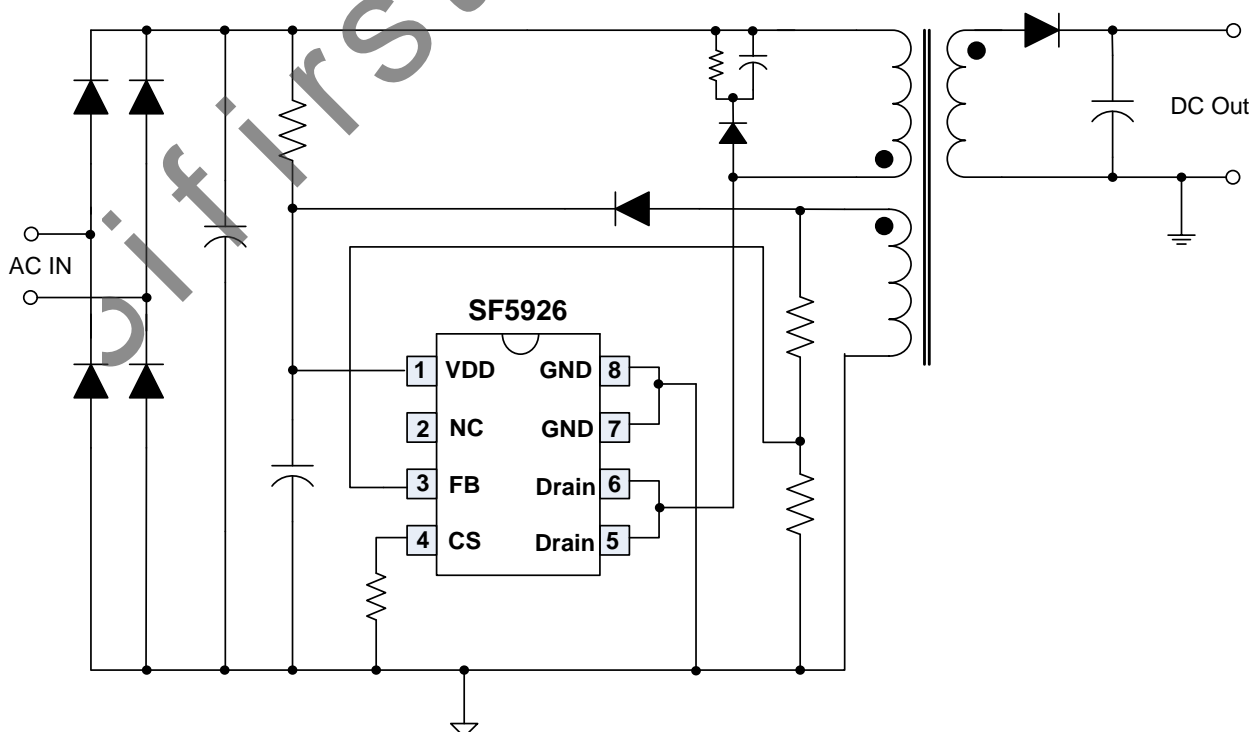 Sifirst
DC Out
AC IN
SF5926
1 VDD GND 8
2 NC GND 7
3 FB Drain 6
4 CS Drain 5